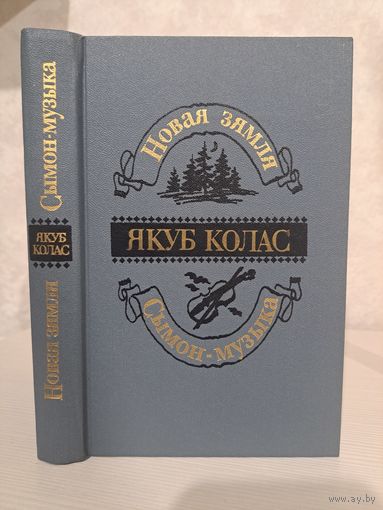 Сымон-музыка
ЯКУБ
КОЛАС
Новая зямля
Новая зямля
ЯКУБ КОЛАС
Сымон-музыка
www.ay.by